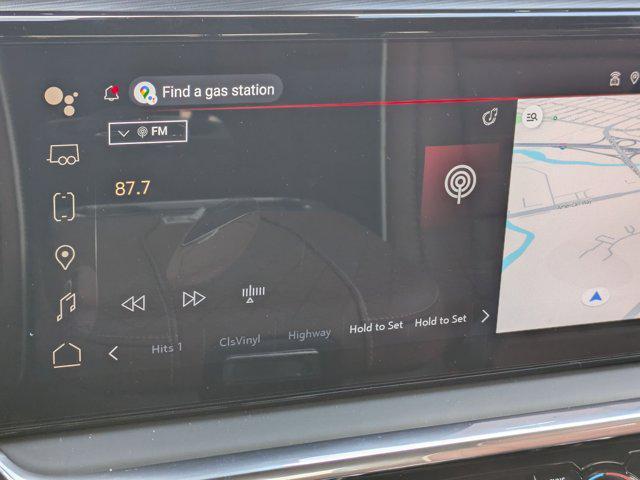 Find a gas station
FM
87.7
Hits 1
ClsVinyl
Highway
Hold to Set
Hold to Set